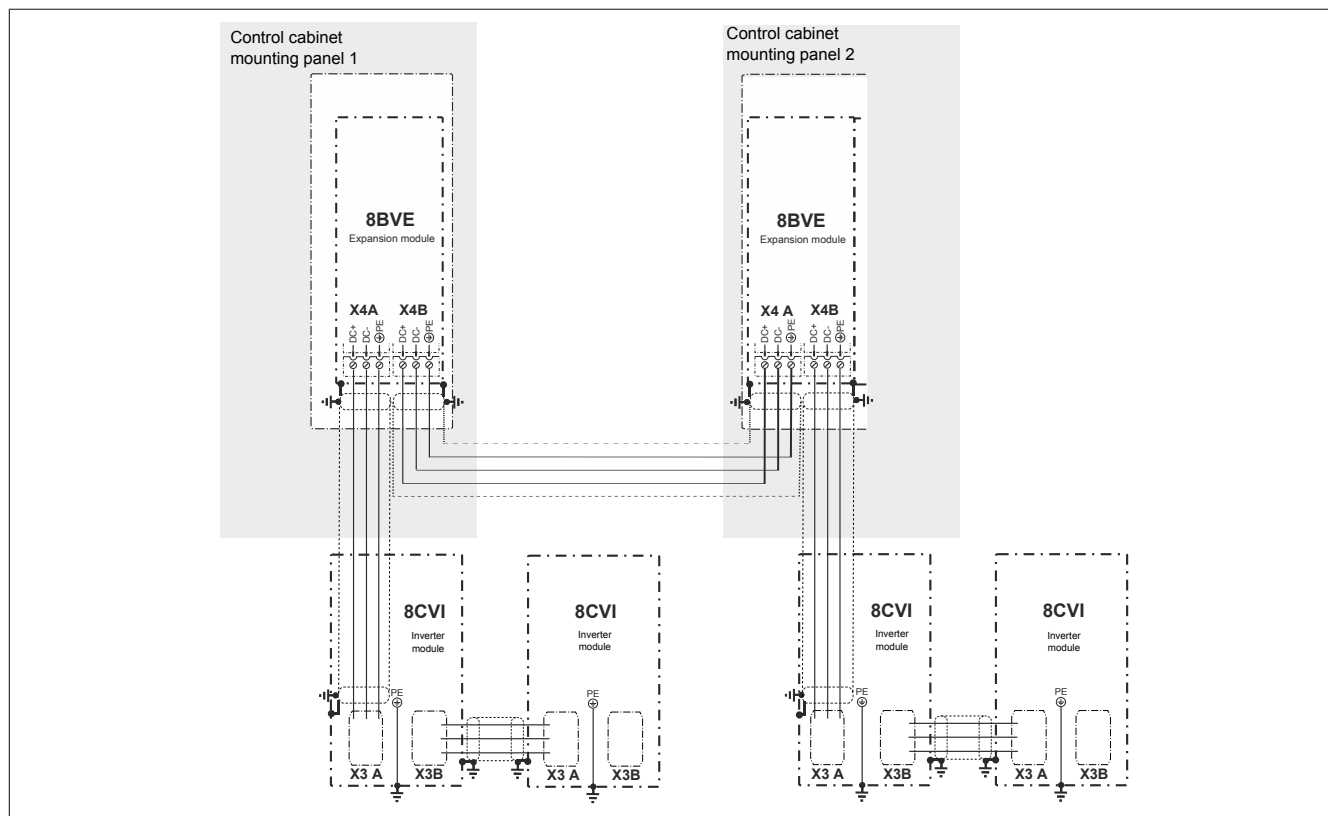 Control cabinet
mounting panel 1
Control cabinet
mounting panel 2
8BVE
Expansion module
8BVE
Expansion module
X4A X4B
X4 A X4B
DC+ DC- PE DC+ DC- PE
DC+ DC- PE DC+ DC- PE
8CVI
Inverter
module
8CVI
Inverter
module
8CVI
Inverter
module
8CVI
Inverter
module
PE
PE
PE
PE
X3 A X3B
X3 A X3B
X3 A X3B
X3 A X3B